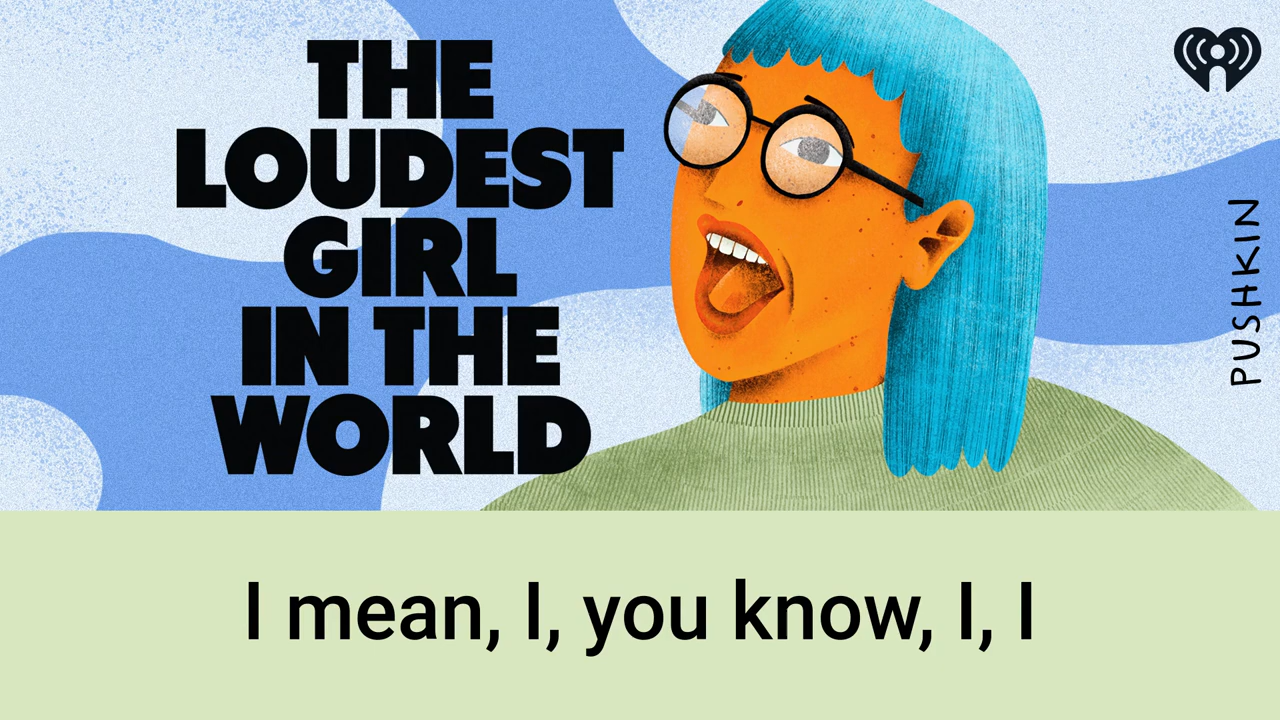 THE
LOUDEST
GIRL
IN THE
WORLD
PUSHKIN
I mean, I, you know, I, I